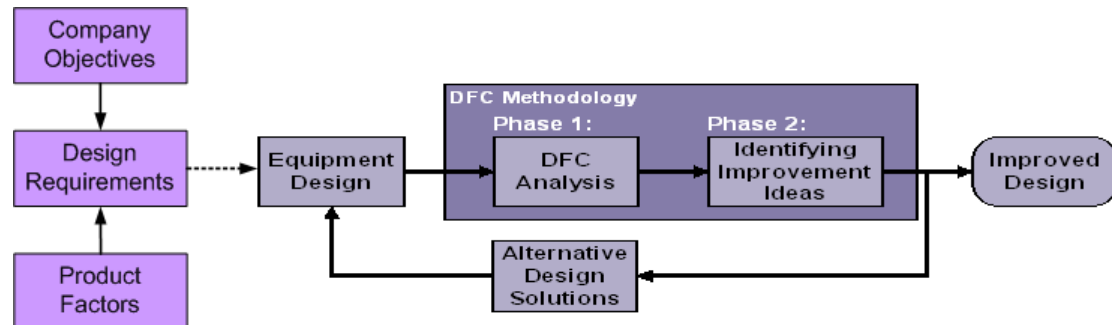 Company
Objectives
Design
Requirements
Product
Factors
Equipment
Design
DFC Methodology
Phase 1:
DFC
Analysis
Phase 2:
Identifying
Improvement
Ideas
Improved
Design
Alternative
Design
Solutions